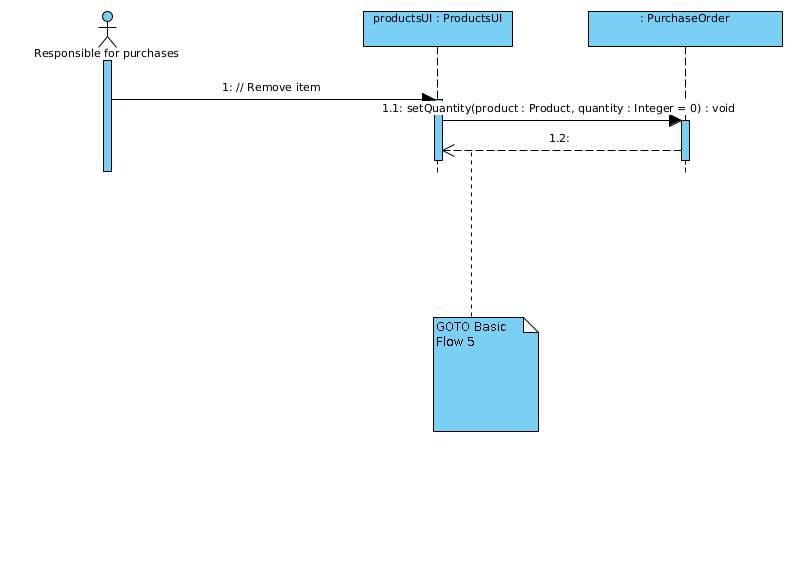 productsUI : ProductsUI
: PurchaseOrder
Responsible for purchases
1: // Remove item
1.1: setQuantity(product : Product, quantity : Integer = 0) : void
1.2:
GOTO Basic
Flow 5